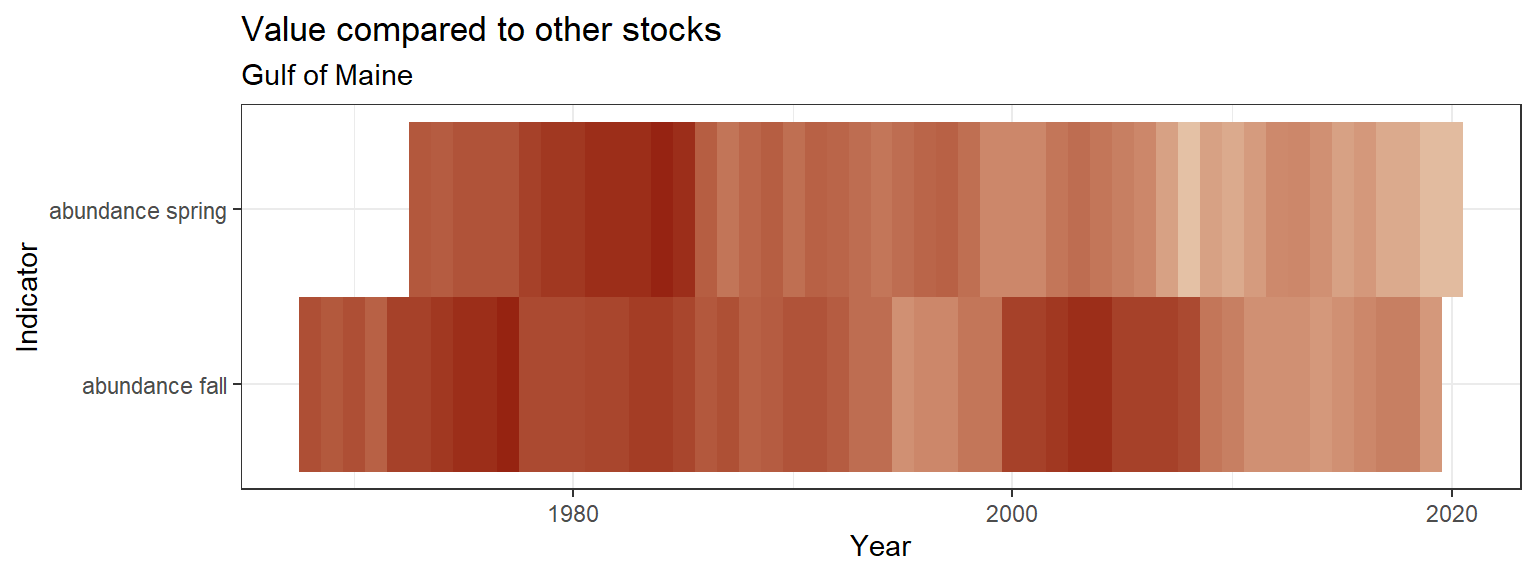 Value compared to other stocks
Gulf of Maine
Indicator
abundance spring
abundance fall
1980 2000 2020
Year